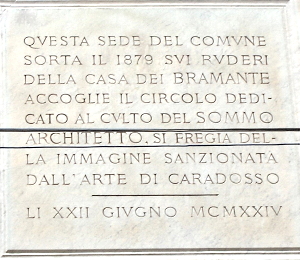 QVESTA SEDE DEL COMVNE
SORTA IL 1879 SVI RVDERI
DELLA CASA DEI BRAMANTE
ACCOGLIE IL CIRCOLO DEDI-
CATO AL CVLTO DEL SOMMO
ARCHITETTO. SI FREGIA DEL-
LA IMMAGINE SANZIONATA
DALL'ARTE DI CARADOSSO
LI XXII GIVGNO MCMXXIV